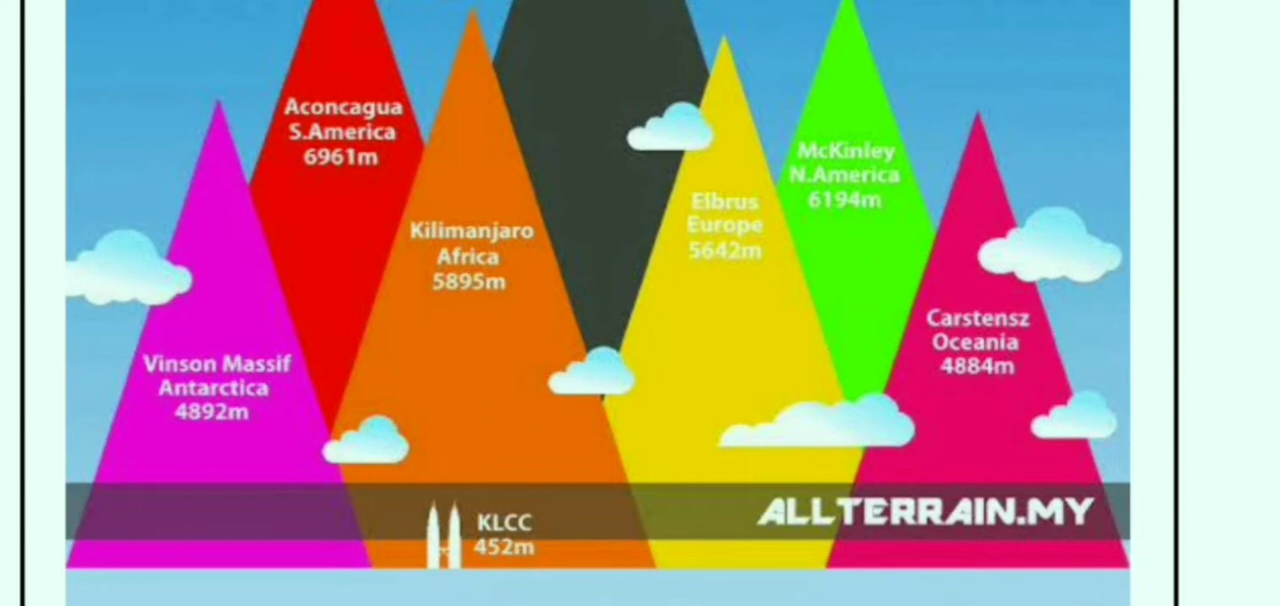 Aconcagua
S.America
6961m
McKinley
N.America
6194m
Elbrus
Europe
5642m
Kilimanjaro
Africa
5895m
Carstensz
Oceania
4884m
Vinson Massif
Antarctica
4892m
ALLTERRAIN.MY
KLCC
452m